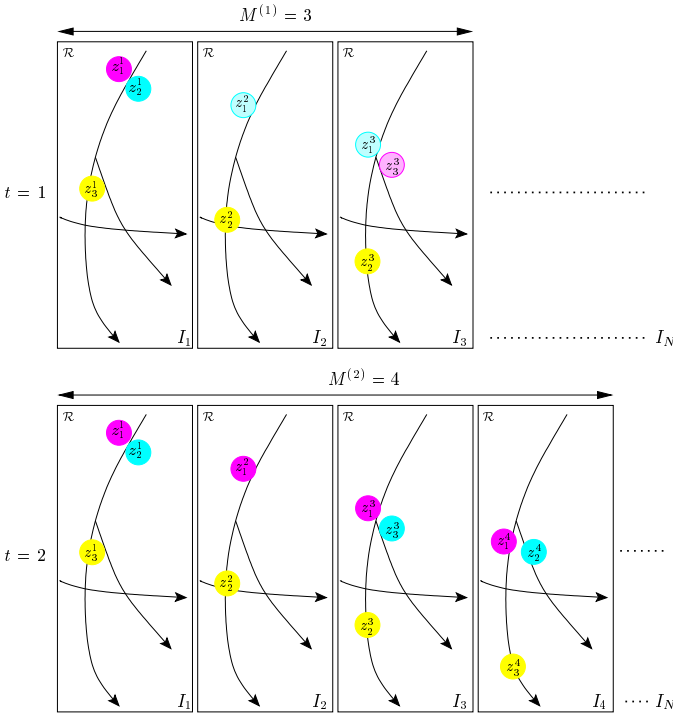 M^(1) = 3
ℛ ℛ ℛ
z_1^1 z_2^1 z_1^2 z_1^3 z_3^3
t = 1 z_3^1 z_2^2 z_2^3
I_1 I_2 I_3 I_N
M^(2) = 4
ℛ ℛ ℛ ℛ
z_1^1 z_2^1 z_1^2 z_1^3 z_3^3 z_1^4 z_2^4
t = 2 z_3^1 z_2^2 z_2^3 z_3^4
I_1 I_2 I_3 I_4 I_N